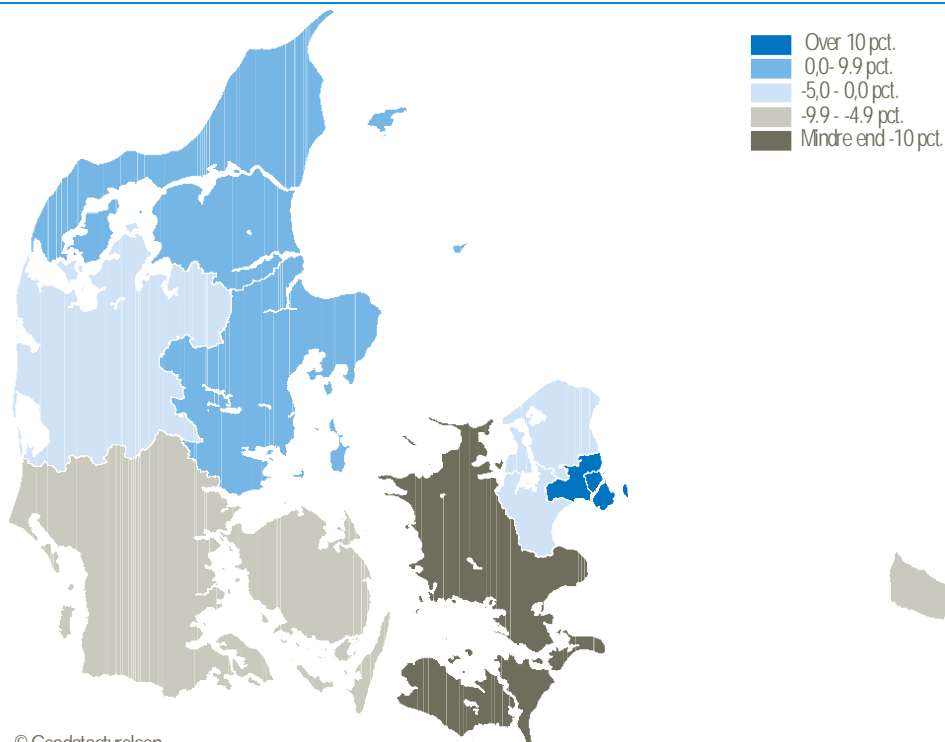 Over 10 pct.
0,0- 9.9 pct.
-5,0 - 0,0 pct.
-9.9 - -4.9 pct.
Mindre end -10 pct.